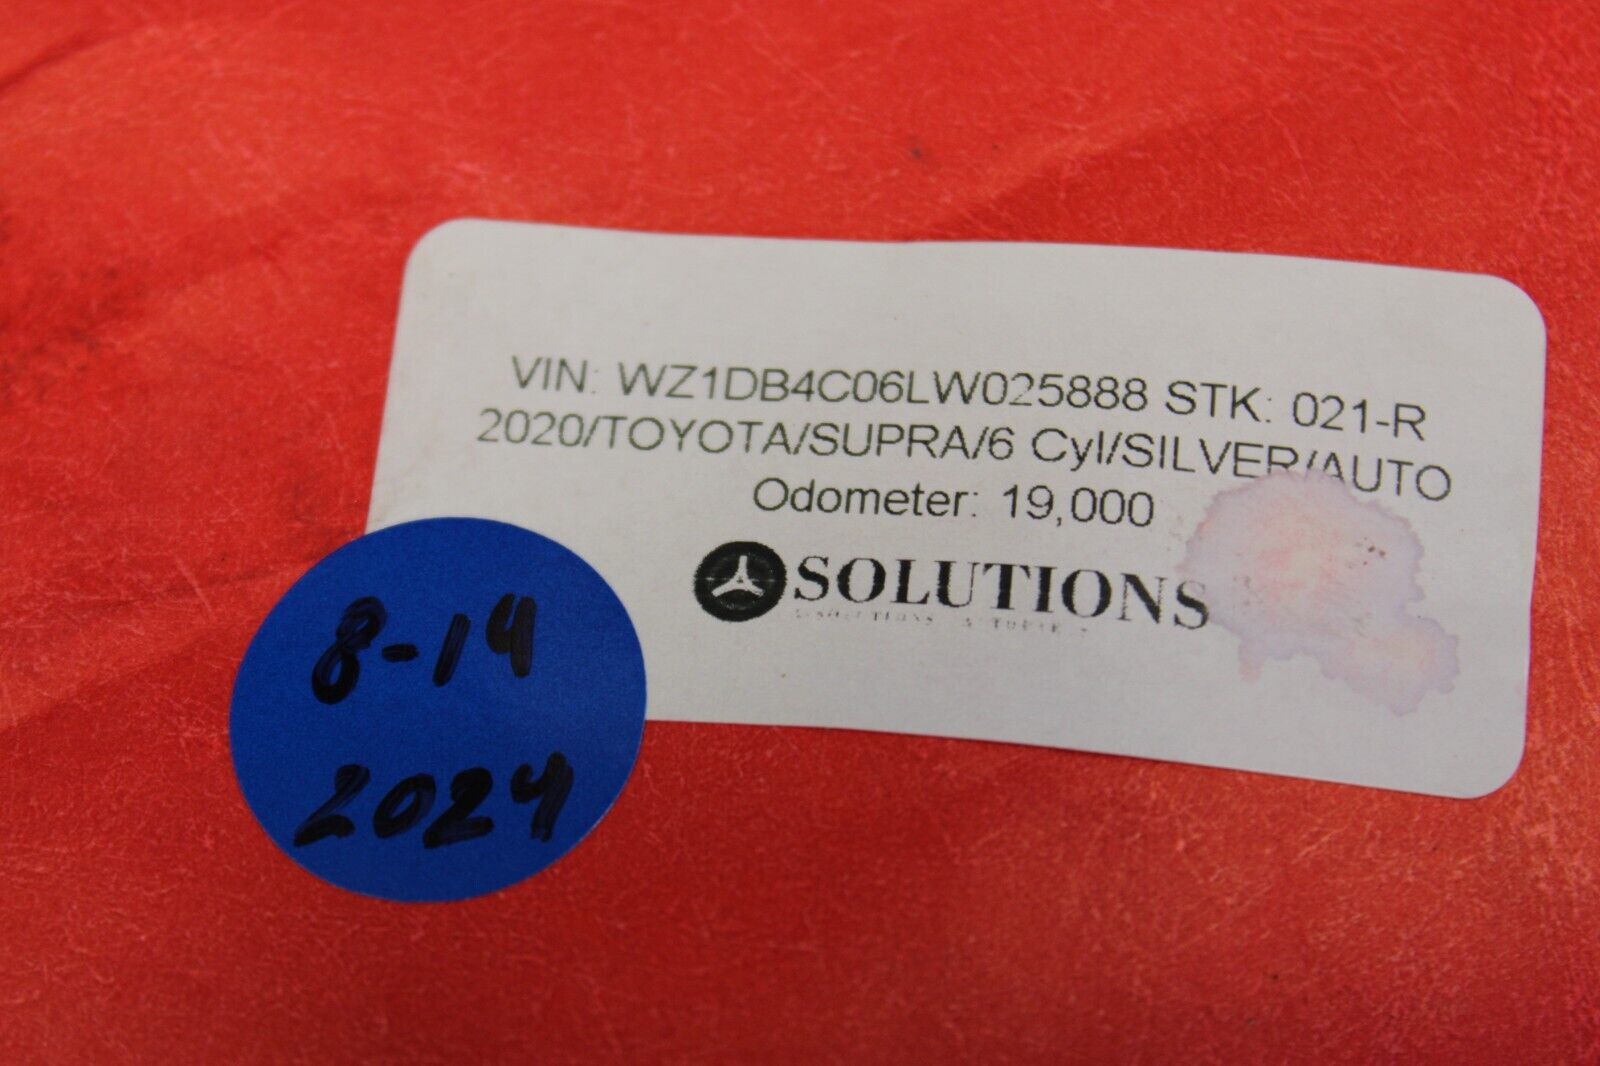 VIN: WZ1DB4C06LW025888 STK: 021-R
2020/TOYOTA/SUPRA/6 Cyl/SILVER/AUTO
Odometer: 19,000
SOLUTIONS
8-14
2024